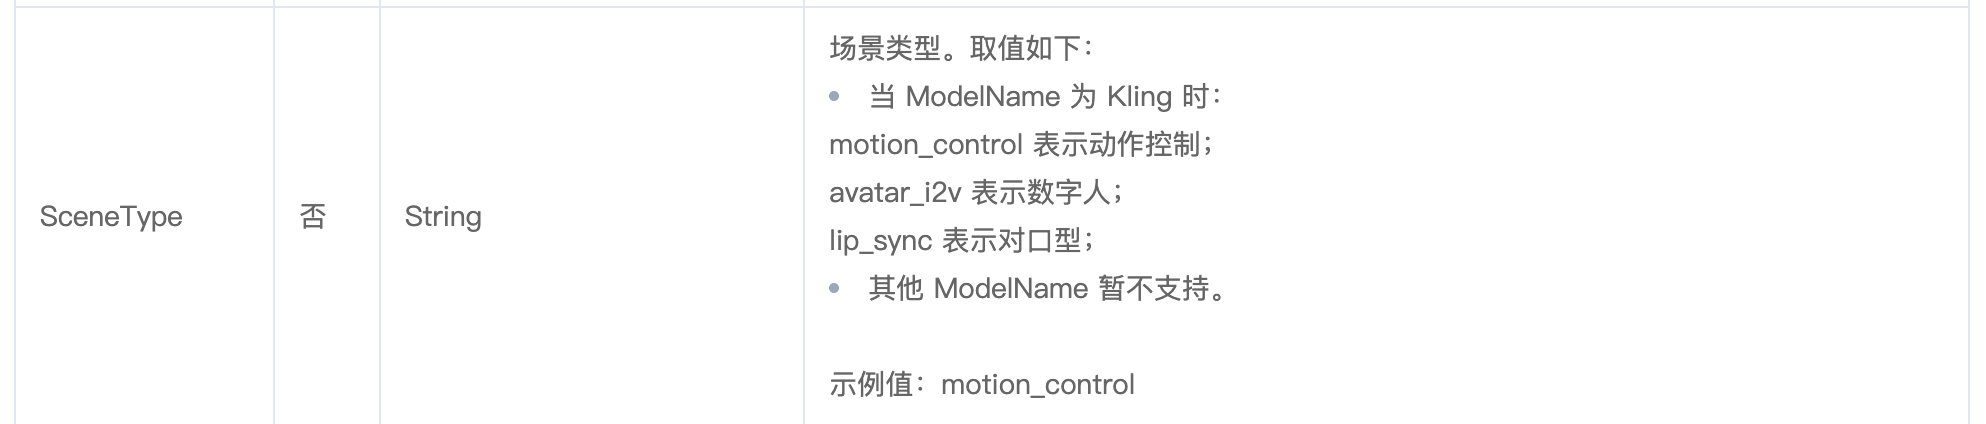 SceneType
否
String
场景类型。取值如下：
• 当 ModelName 为 Kling 时：
motion_control 表示动作控制；
avatar_i2v 表示数字人；
lip_sync 表示对口型；
• 其他 ModelName 暂不支持。
示例值：motion_control